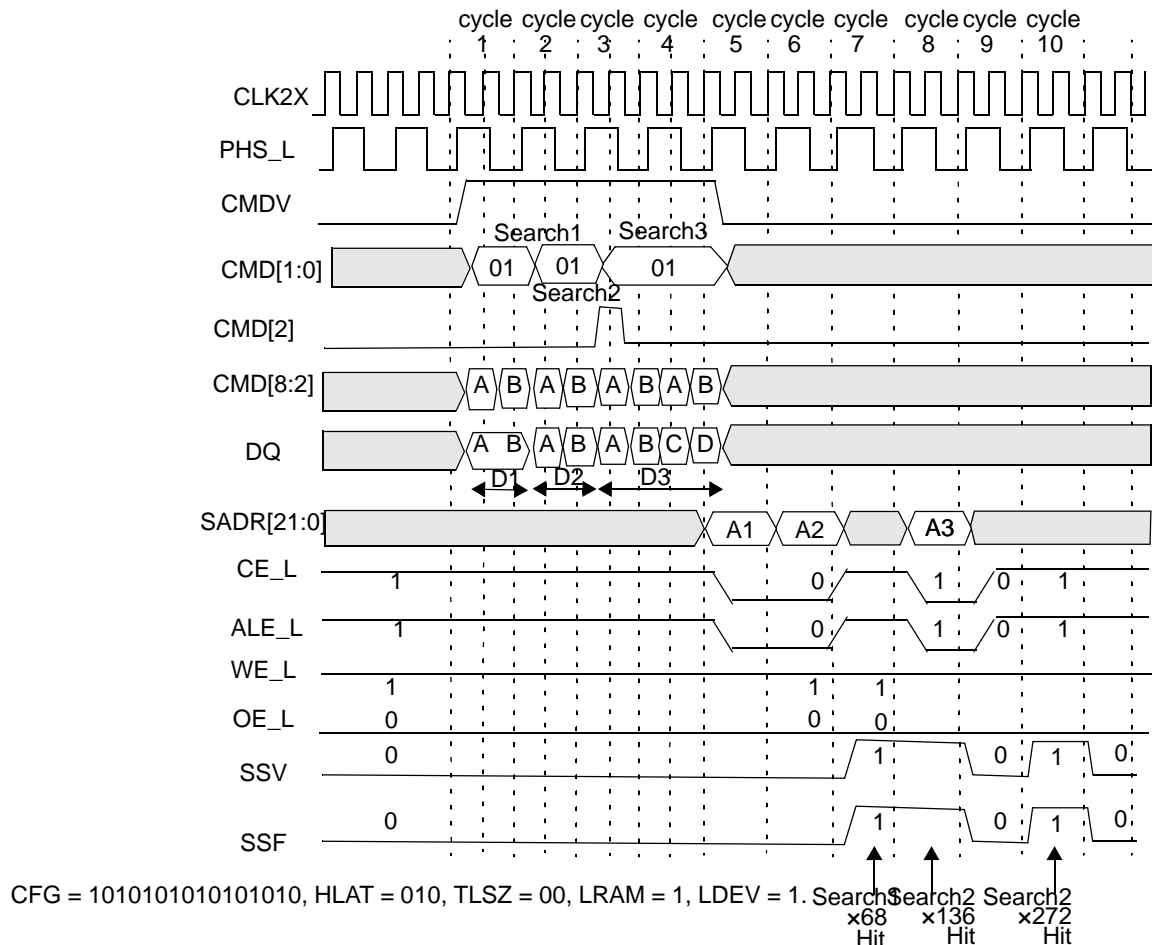 cycle cycle cycle cycle cycle cycle cycle cycle cycle cycle
1 2 3 4 5 6 7 8 9 10
CLK2X
PHS_L
CMDV
Search1 Search3
CMD[1:0] 01 01 01
Search2
CMD[2]
CMD[8:2] A B A B A B A B
DQ A B A B A B C D
D1 D2 D3
SADR[21:0] A1 A2 A3
CE_L 1 0 1 0 1
ALE_L 1 0 1 0 1
WE_L 1 1 1
OE_L 0 0 0
SSV 0 1 0 1 0
SSF 0 1 0 1 0
CFG = 1010101010101010, HLAT = 010, TLSZ = 00, LRAM = 1, LDEV = 1. Search1 Search2 Search2
×68 ×136 ×272
Hit Hit Hit